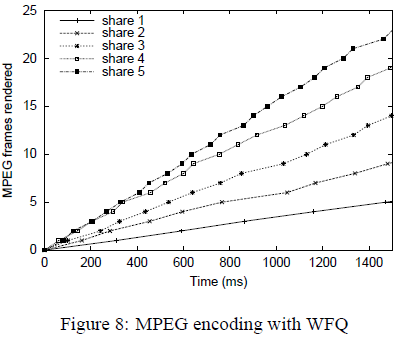 25
20
15
10
5
0
MPEG frames rendered
share 1
share 2
share 3
share 4
share 5
0 200 400 600 800 1000 1200 1400
Time (ms)
Figure 8: MPEG encoding with WFQ